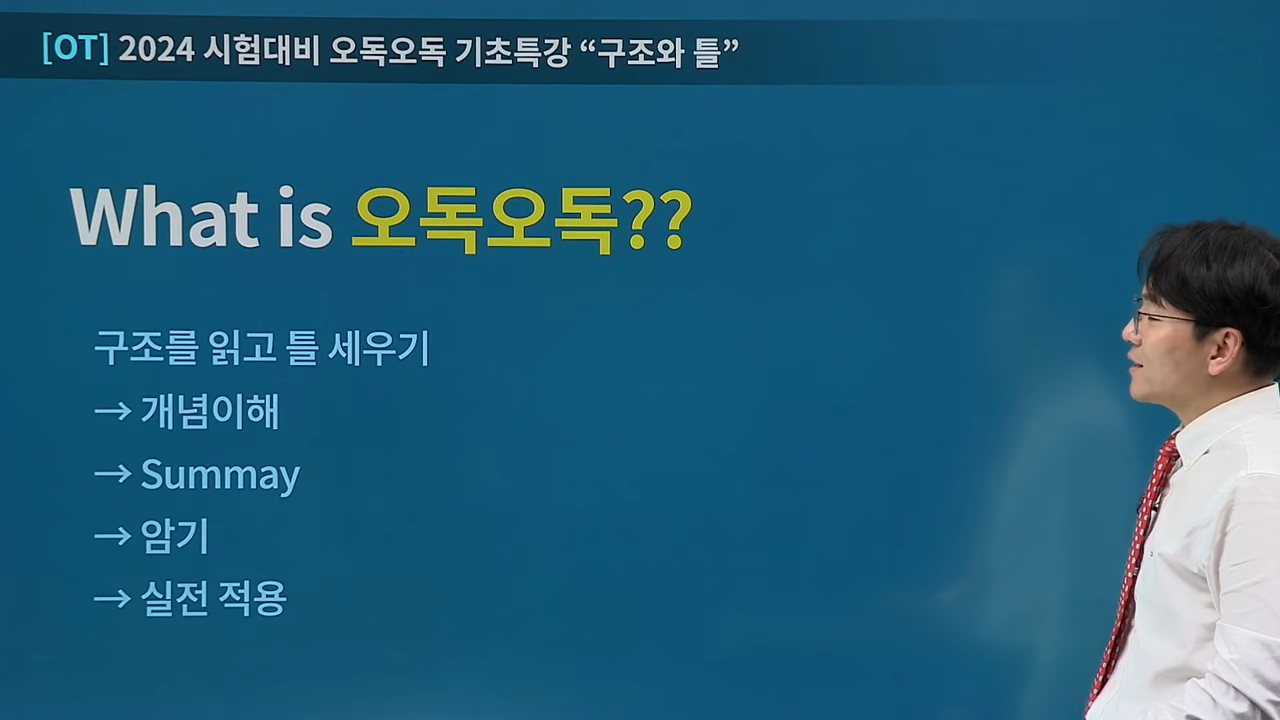 [OT] 2024 시험대비 오독오독 기초특강 “구조와 틀”
What is 오독오독??
구조를 읽고 틀 세우기
→ 개념이해
→ Summay
→ 암기
→ 실전 적용